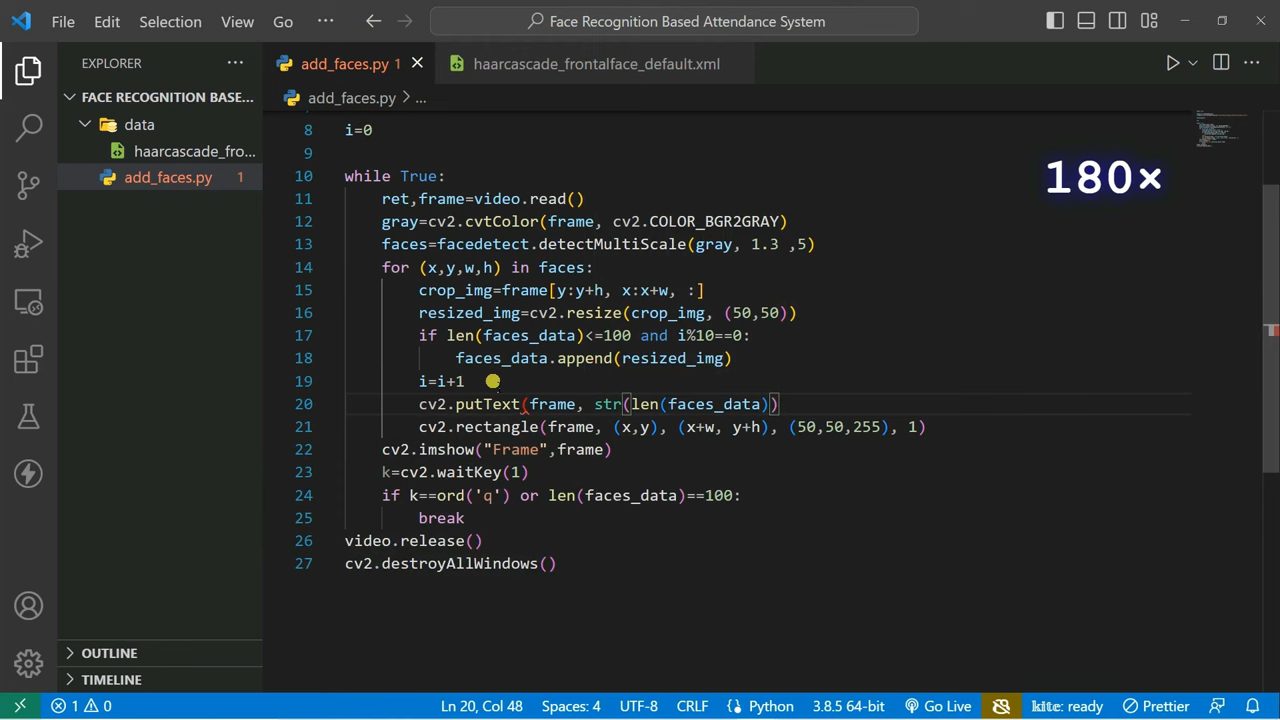 File Edit Selection View Go ··· Face Recognition Based Attendance System
EXPLORER ···
add_faces.py 1
haarcascade_frontalface_default.xml
FACE RECOGNITION BASE...
data
haarcascade_fro...
add_faces.py 1
add_faces.py > ...
180×
8 i=0
9
10 while True:
11 ret,frame=video.read()
12 gray=cv2.cvtColor(frame, cv2.COLOR_BGR2GRAY)
13 faces=facedetect.detectMultiScale(gray, 1.3 ,5)
14 for (x,y,w,h) in faces:
15 crop_img=frame[y:y+h, x:x+w, :]
16 resized_img=cv2.resize(crop_img, (50,50))
17 if len(faces_data)<=100 and i%10==0:
18 faces_data.append(resized_img)
19 i=i+1
20 cv2.putText(frame, str(len(faces_data))
21 cv2.rectangle(frame, (x,y), (x+w, y+h), (50,50,255), 1)
22 cv2.imshow("Frame",frame)
23 k=cv2.waitKey(1)
24 if k==ord('q') or len(faces_data)==100:
25 break
26 video.release()
27 cv2.destroyAllWindows()
OUTLINE
TIMELINE
1 0 Ln 20, Col 48 Spaces: 4 UTF-8 CRLF Python 3.8.5 64-bit Go Live kite: ready Prettier